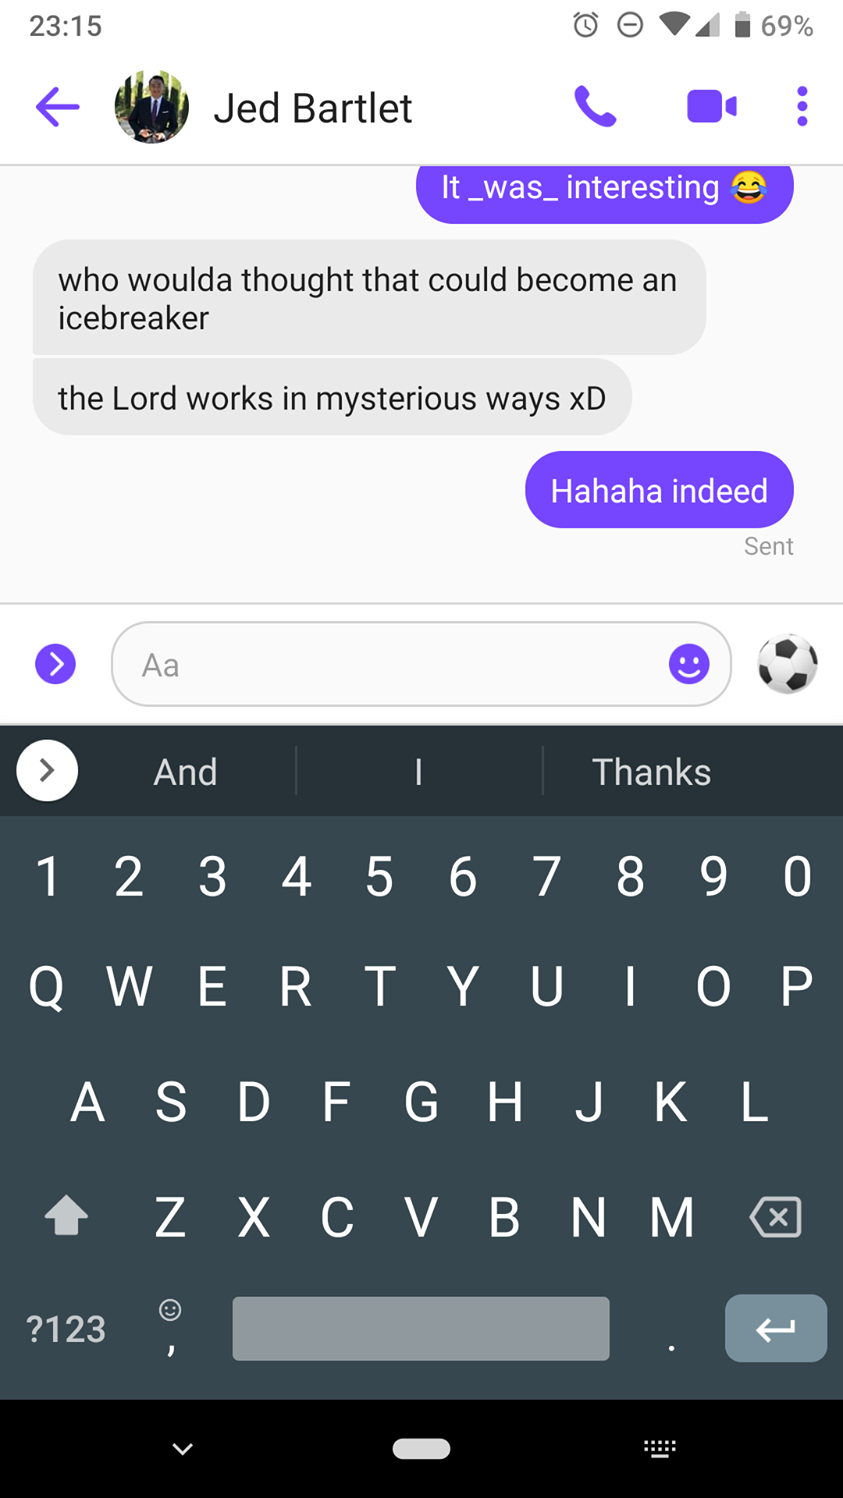 23:15
69%
Jed Bartlet
It _was_ interesting 😂
who woulda thought that could become an
icebreaker
the Lord works in mysterious ways xD
Hahaha indeed
Sent
Aa
And I Thanks
1 2 3 4 5 6 7 8 9 0
Q W E R T Y U I O P
A S D F G H J K L
Z X C V B N M
?123 , .